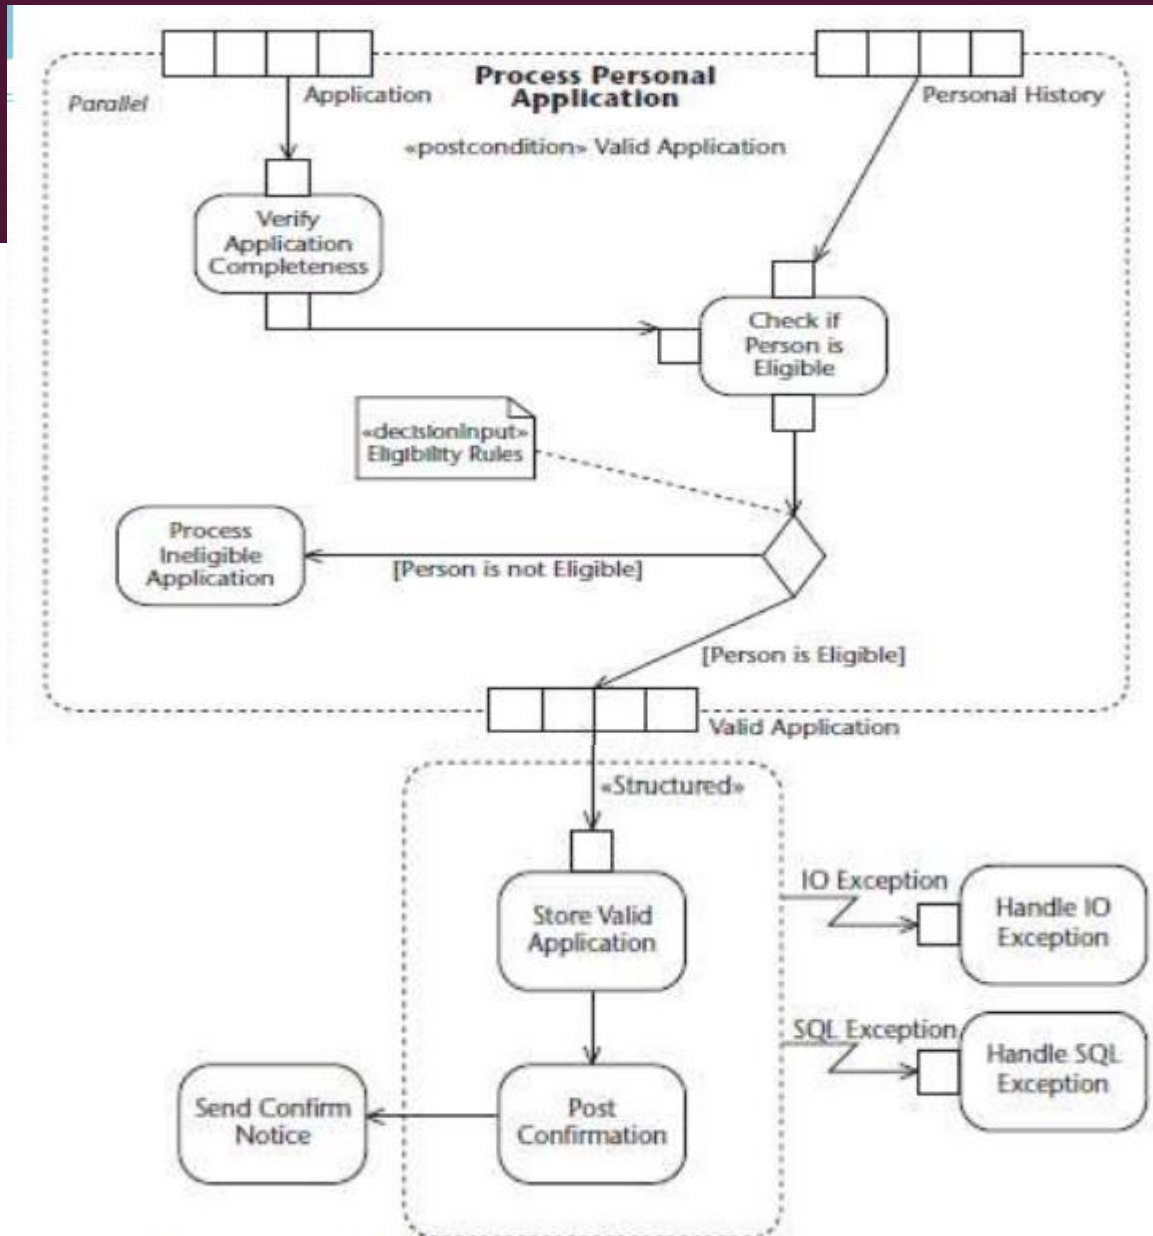 Process Personal
Application
Parallel
Application
Personal History
«postcondition» Valid Application
Verify
Application
Completeness
Check if
Person is
Eligible
«decisionInput»
Eligibility Rules
Process
Ineligible
Application
[Person is not Eligible]
[Person is Eligible]
Valid Application
«Structured»
Store Valid
Application
IO Exception
Handle IO
Exception
SQL Exception
Handle SQL
Exception
Send Confirm
Notice
Post
Confirmation